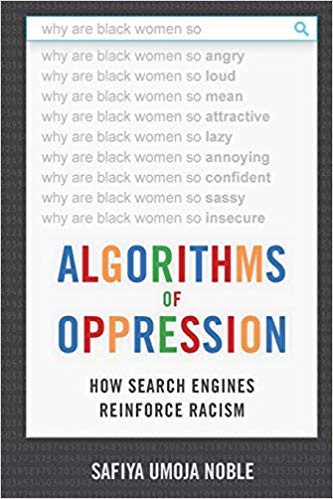 why are black women so
why are black women so angry
why are black women so loud
why are black women so mean
why are black women so attractive
why are black women so lazy
why are black women so annoying
why are black women so confident
why are black women so sassy
why are black women so insecure
ALGORITHMS
OF
OPPRESSION
HOW SEARCH ENGINES
REINFORCE RACISM
SAFIYA UMOJA NOBLE